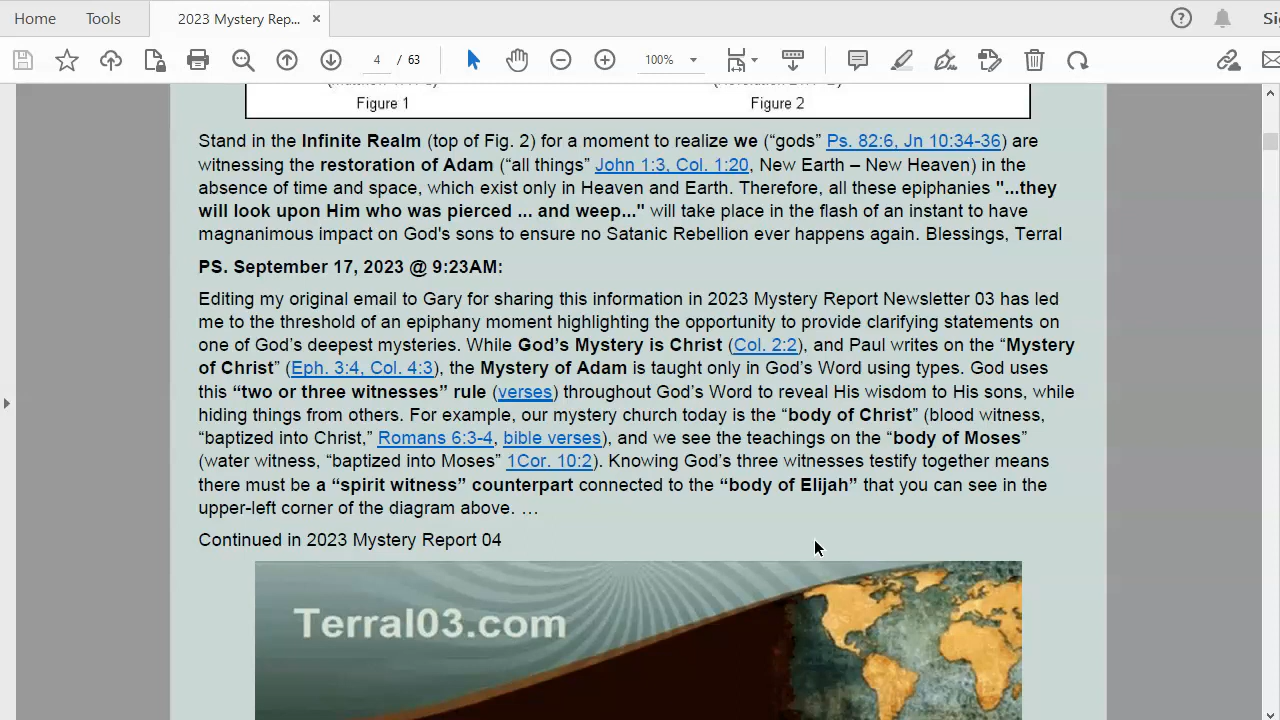 Home Tools 2023 Mystery Rep... ×
4 / 63 100%
Figure 1 Figure 2
Stand in the Infinite Realm (top of Fig. 2) for a moment to realize we (“gods” Ps. 82:6, Jn 10:34-36) are
witnessing the restoration of Adam (“all things” John 1:3, Col. 1:20, New Earth – New Heaven) in the
absence of time and space, which exist only in Heaven and Earth. Therefore, all these epiphanies "...they
will look upon Him who was pierced ... and weep..." will take place in the flash of an instant to have
magnanimous impact on God's sons to ensure no Satanic Rebellion ever happens again. Blessings, Terral
PS. September 17, 2023 @ 9:23AM:
Editing my original email to Gary for sharing this information in 2023 Mystery Report Newsletter 03 has led
me to the threshold of an epiphany moment highlighting the opportunity to provide clarifying statements on
one of God’s deepest mysteries. While God’s Mystery is Christ (Col. 2:2), and Paul writes on the “Mystery
of Christ” (Eph. 3:4, Col. 4:3), the Mystery of Adam is taught only in God’s Word using types. God uses
this “two or three witnesses” rule (verses) throughout God’s Word to reveal His wisdom to His sons, while
hiding things from others. For example, our mystery church today is the “body of Christ” (blood witness,
“baptized into Christ,” Romans 6:3-4, bible verses), and we see the teachings on the “body of Moses”
(water witness, “baptized into Moses” 1Cor. 10:2). Knowing God’s three witnesses testify together means
there must be a “spirit witness” counterpart connected to the “body of Elijah” that you can see in the
upper-left corner of the diagram above. …
Continued in 2023 Mystery Report 04
Terral03.com